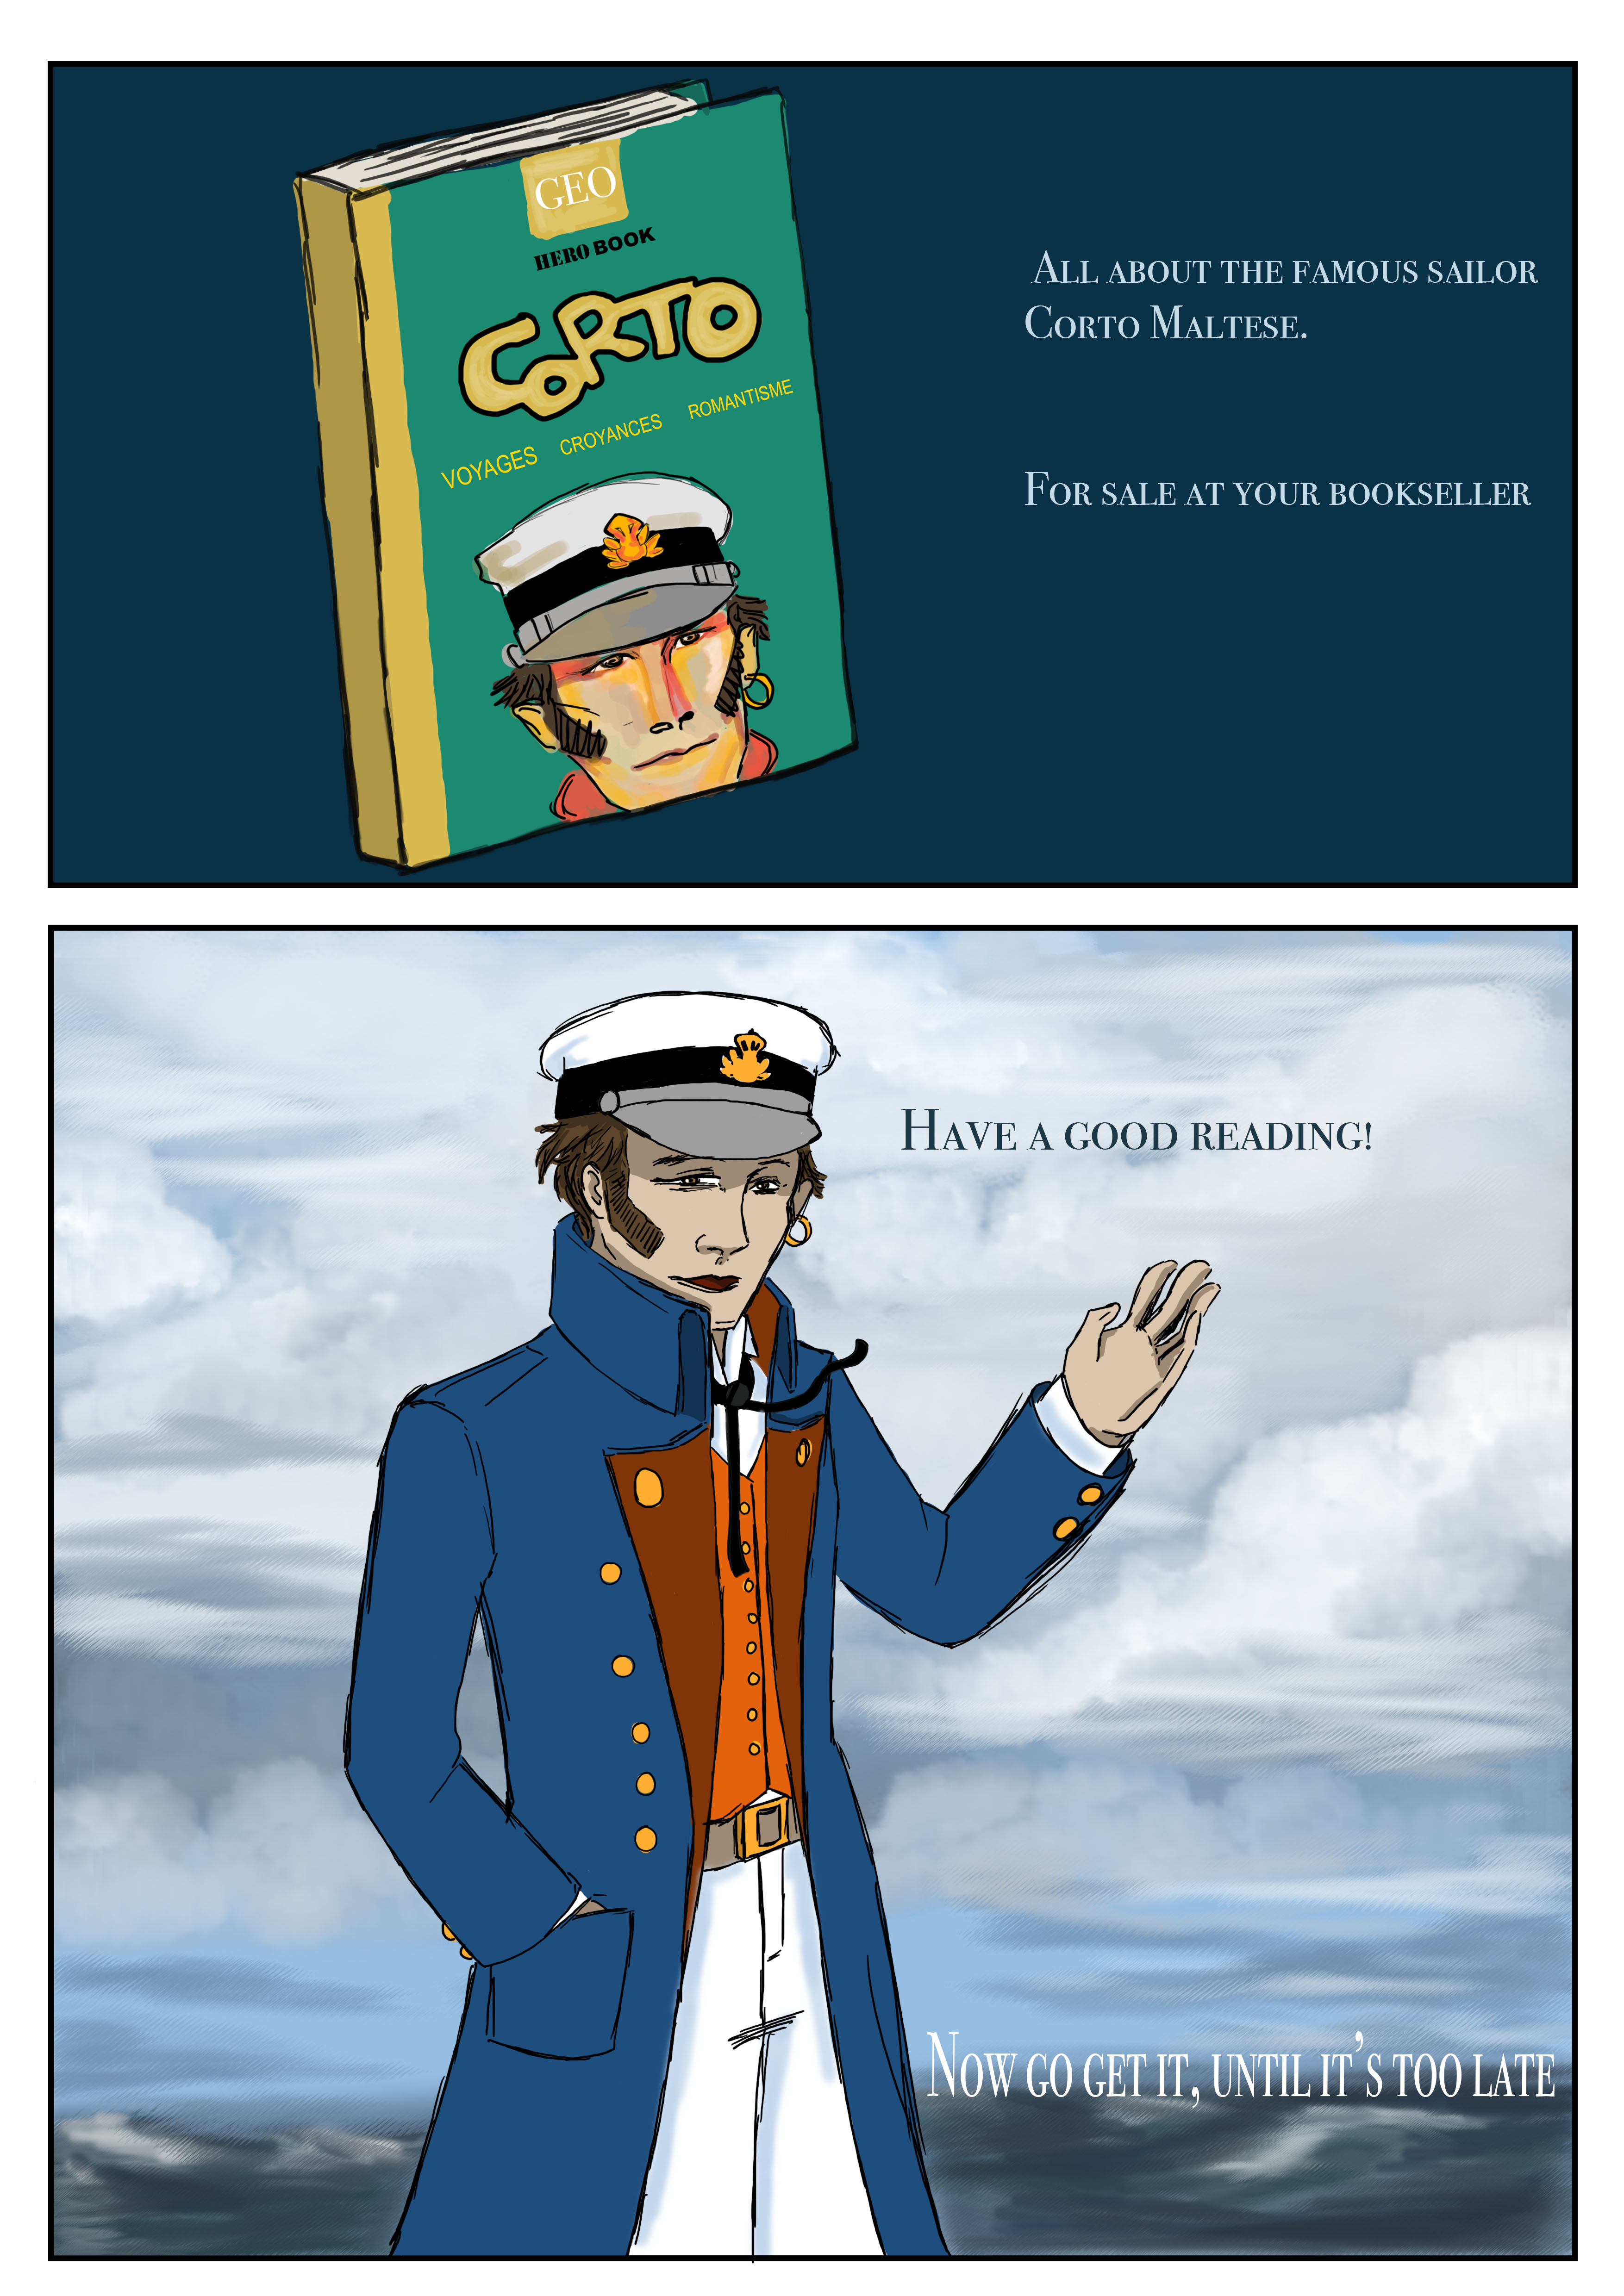 GEO
HERO BOOK
CORTO
VOYAGES CROYANCES ROMANTISME
All about the famous sailor
Corto Maltese.
For sale at your bookseller
Have a good reading!
Now go get it, until it's too late